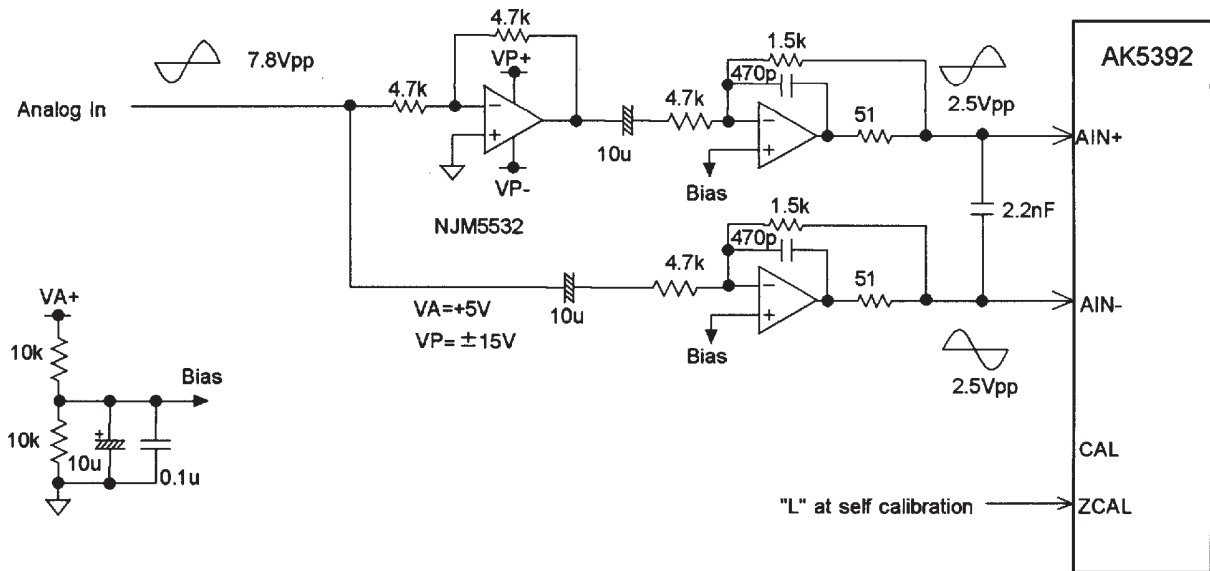 4.7k
1.5k
7.8Vpp
VP+
470p
AK5392
Analog In
4.7k
4.7k
2.5Vpp
51
−
+
−
+
10u
AIN+
VP-
Bias
NJM5532
1.5k
2.2nF
470p
4.7k
51
−
+
VA=+5V
10u
AIN-
VP= ±15V
Bias
2.5Vpp
VA+
10k
Bias
10k
+
10u
0.1u
CAL
"L" at self calibration
ZCAL